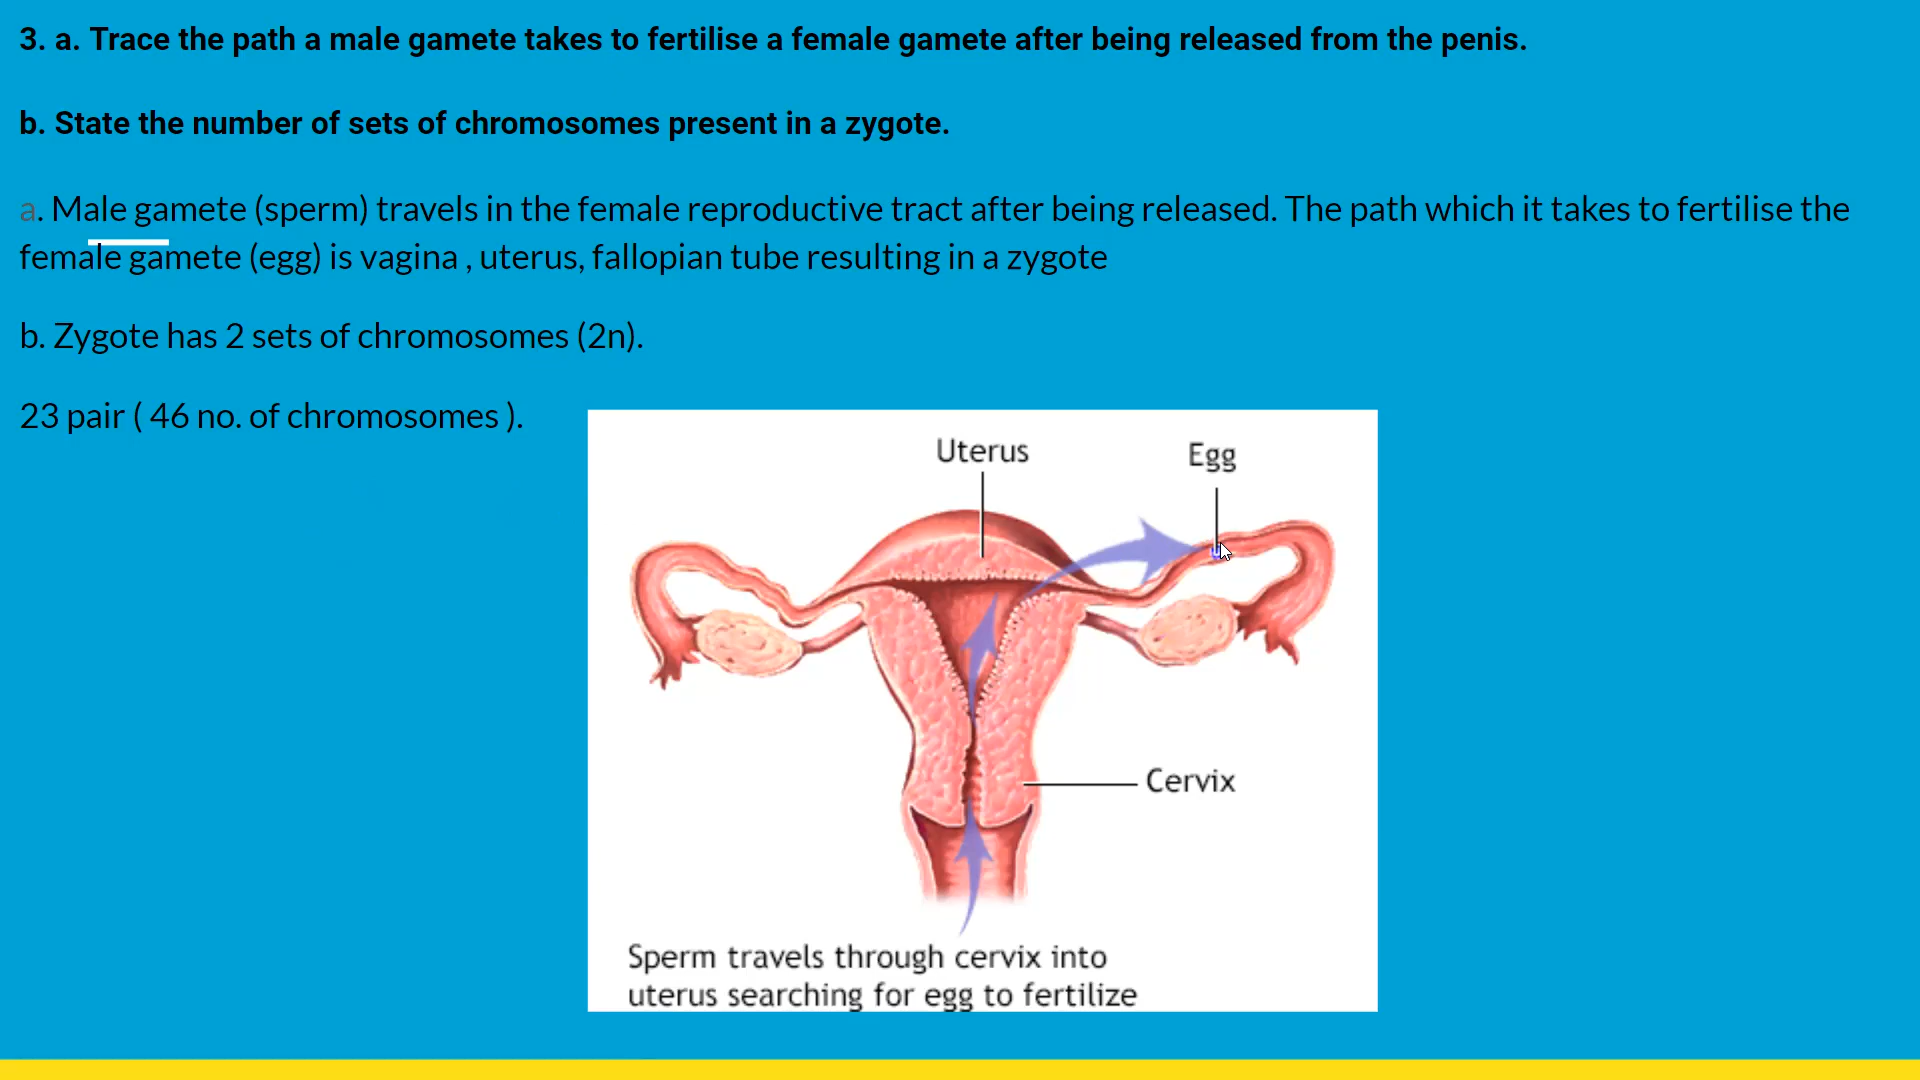 3. a. Trace the path a male gamete takes to fertilise a female gamete after being released from the penis.
b. State the number of sets of chromosomes present in a zygote.
a. Male gamete (sperm) travels in the female reproductive tract after being released. The path which it takes to fertilise the
female gamete (egg) is vagina , uterus, fallopian tube resulting in a zygote
b. Zygote has 2 sets of chromosomes (2n).
23 pair ( 46 no. of chromosomes ).
Uterus
Egg
Cervix
Sperm travels through cervix into
uterus searching for egg to fertilize